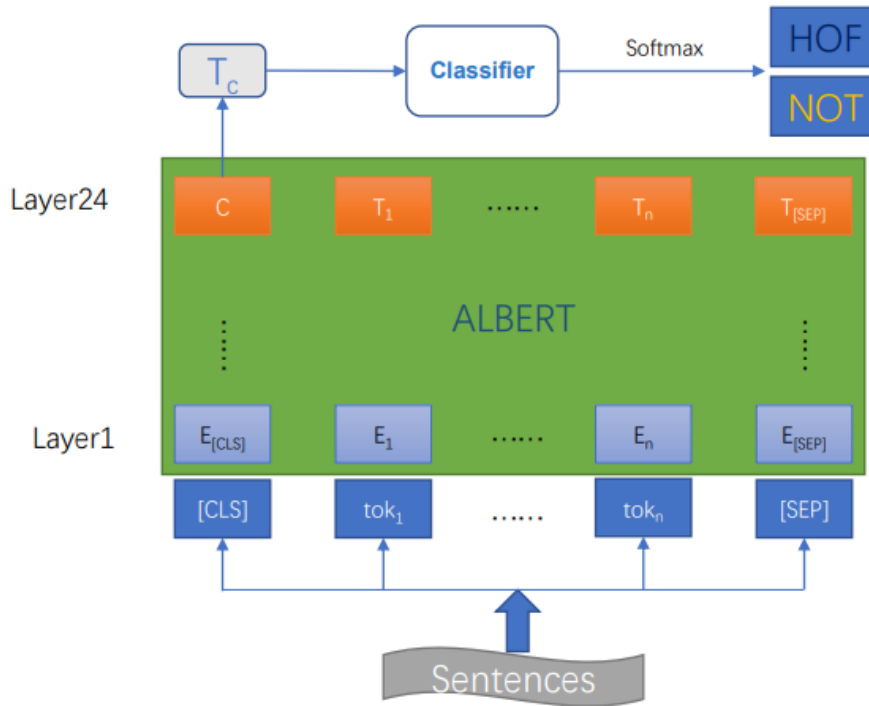 HOF
T_C
Classifier
Softmax
NOT
Layer24
C T_1 ...... T_n T_[SEP]
ALBERT
Layer1
E_[CLS] E_1 ...... E_n E_[SEP]
[CLS] tok_1 ...... tok_n [SEP]
Sentences